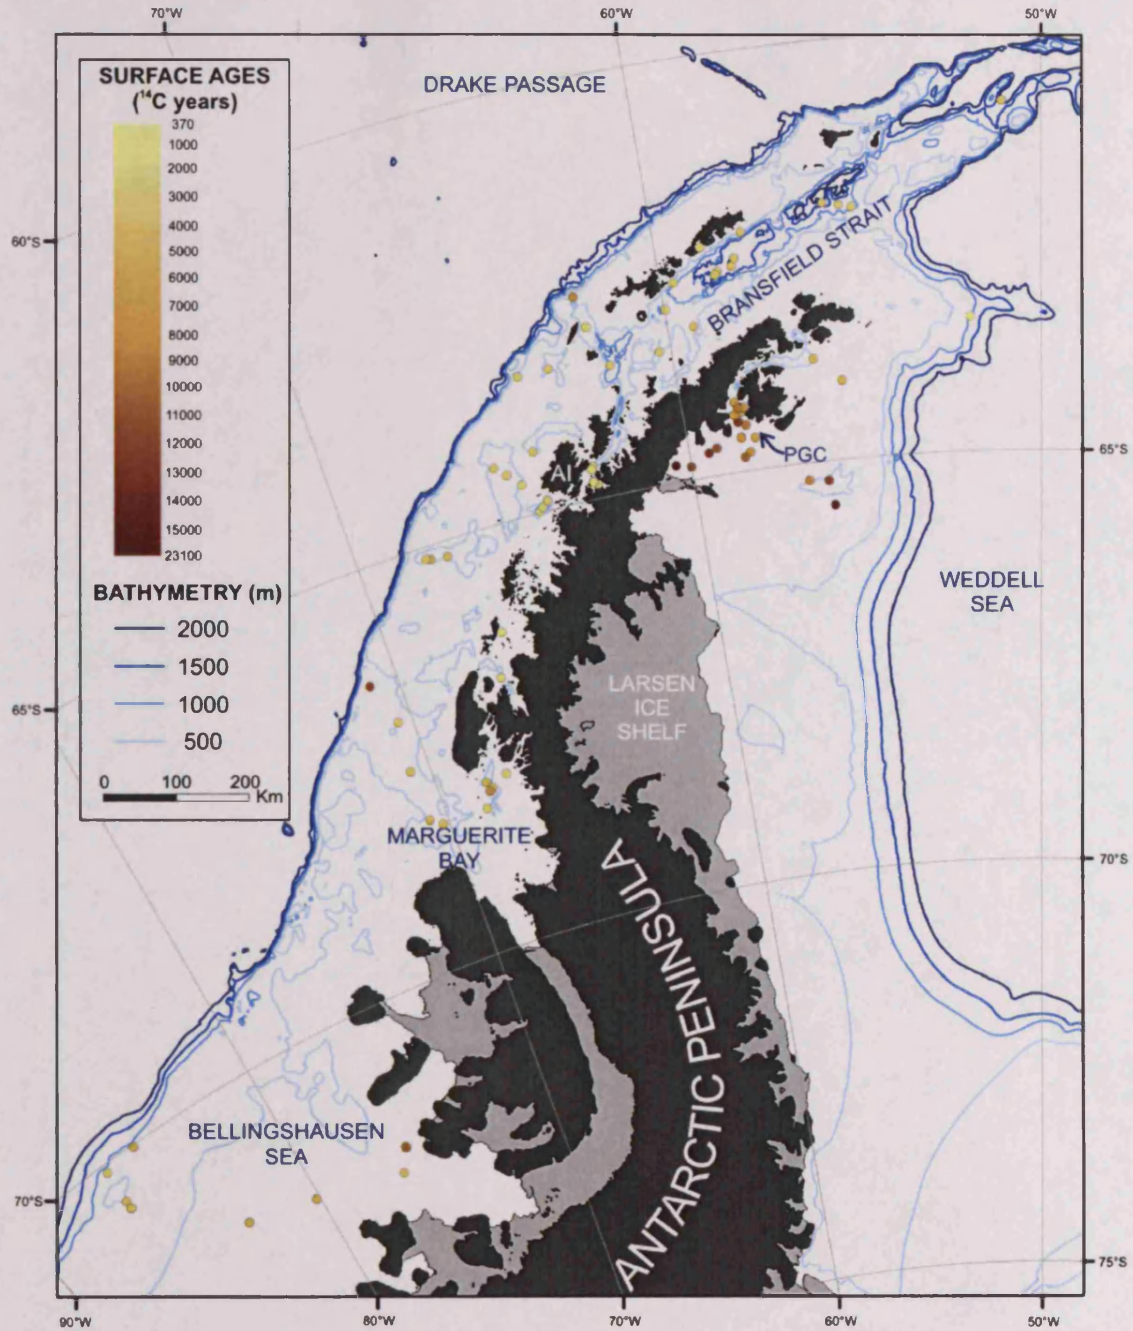 70°W
60°W
50°W
SURFACE AGES
(¹⁴C years)
370
1000
2000
3000
4000
5000
6000
7000
8000
9000
10000
11000
12000
13000
14000
15000
23100
BATHYMETRY (m)
2000
1500
1000
500
0 100 200 Km
DRAKE PASSAGE
BRANSFIELD STRAIT
60°S
65°S
70°S
65°S
70°S
75°S
AI
PGC
WEDDELL
SEA
LARSEN
ICE
SHELF
MARGUERITE
BAY
ANTARCTIC PENINSULA
BELLINGSHAUSEN
SEA
90°W
80°W
70°W
60°W
50°W